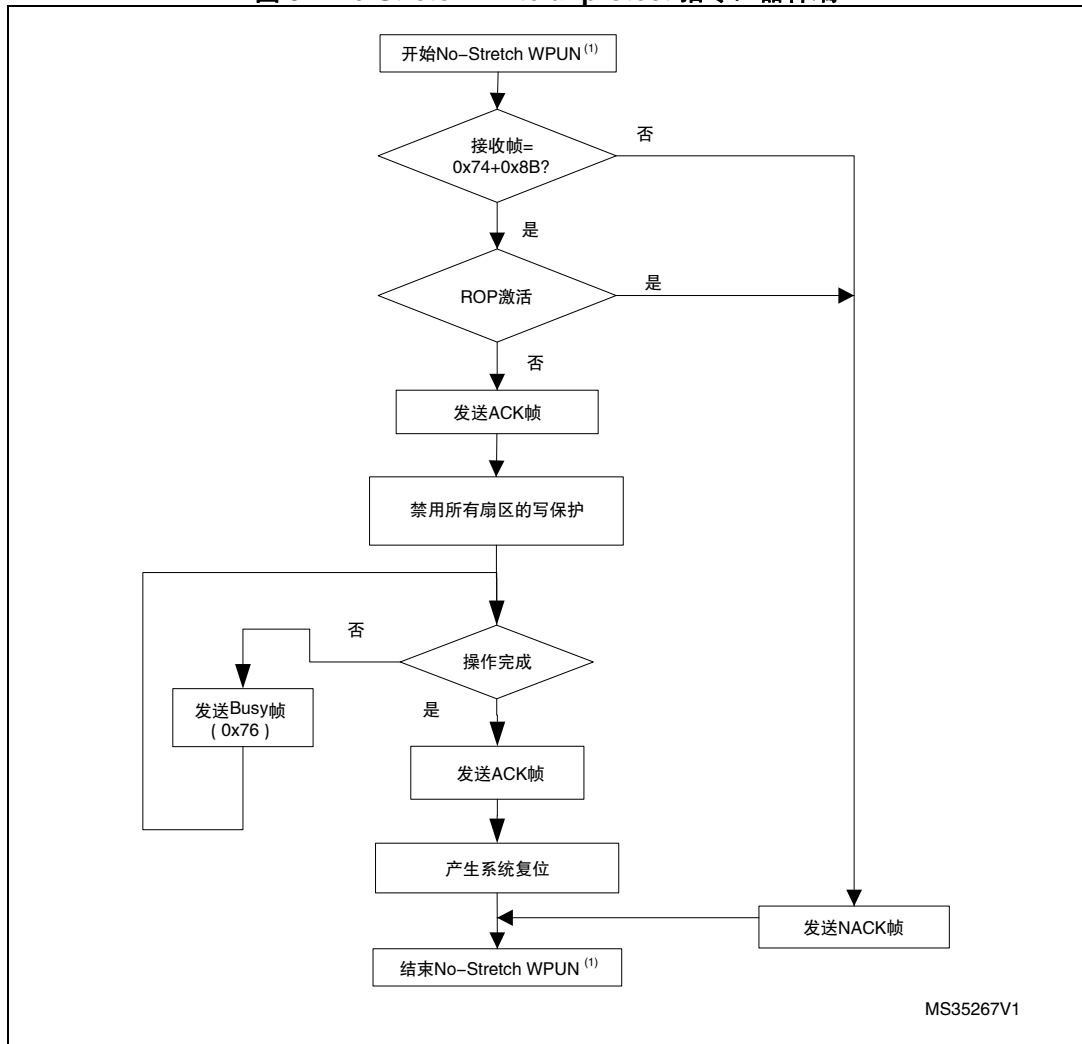 开始No-Stretch WPUN (1)
接收帧=
0x74+0x8B?
否
是
ROP激活
是
否
发送ACK帧
禁用所有扇区的写保护
操作完成
否
发送Busy帧
( 0x76 )
是
发送ACK帧
产生系统复位
发送NACK帧
结束No-Stretch WPUN (1)
MS35267V1